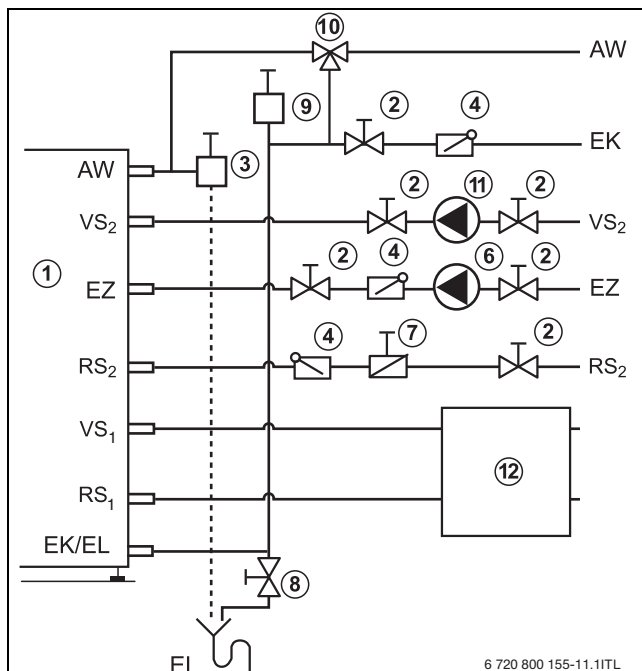 ⑩
AW
⑨ ② ④
EK
AW ③
② ⑪ ②
VS₂ VS₂
① ② ④ ⑥ ②
EZ EZ
④ ⑦ ②
RS₂ RS₂
VS₁
⑫
RS₁
EK/EL
⑧
EL
6 720 800 155-11.1ITL